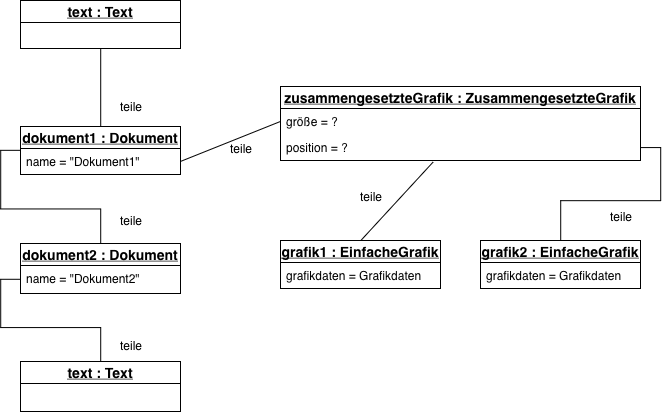 text : Text
teile
zusammengesetzteGrafik : ZusammengesetzteGrafik
größe = ?
position = ?
dokument1 : Dokument
name = "Dokument1"
teile
teile
teile
teile
dokument2 : Dokument
name = "Dokument2"
grafik1 : EinfacheGrafik
grafikdaten = Grafikdaten
grafik2 : EinfacheGrafik
grafikdaten = Grafikdaten
teile
text : Text